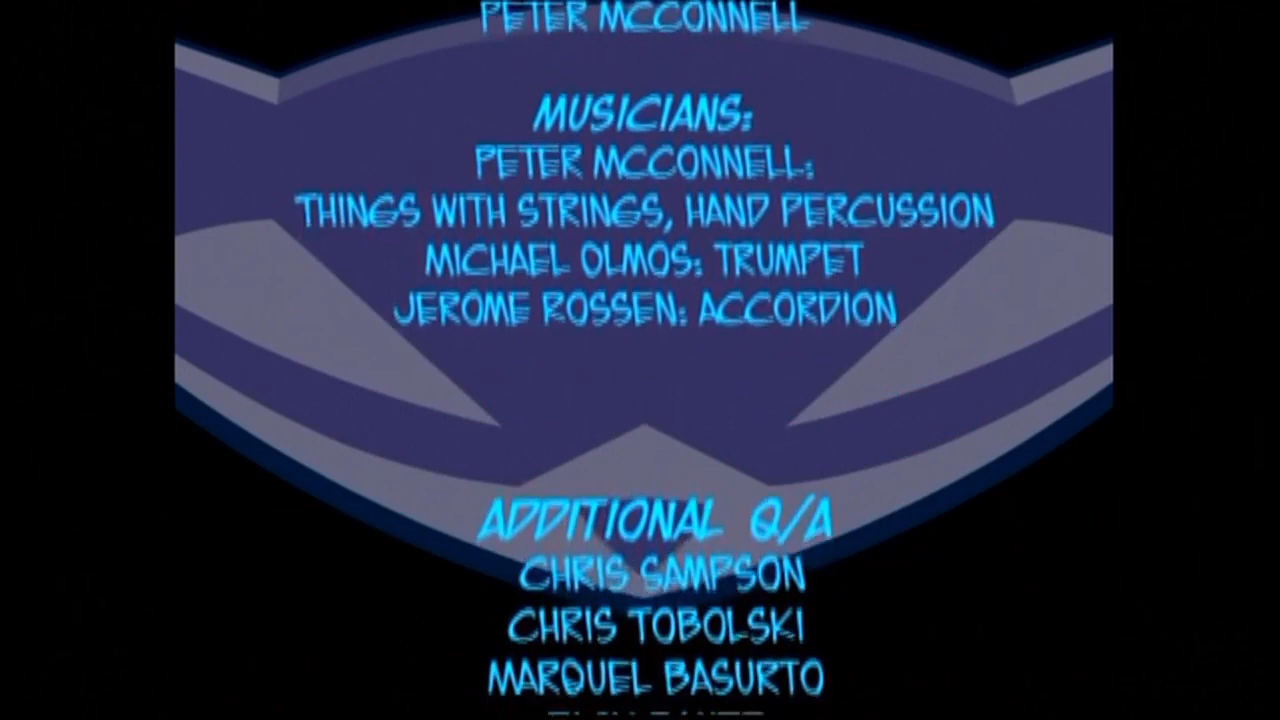 PETER MCCONNELL
MUSICIANS:
PETER MCCONNELL:
THINGS WITH STRINGS, HAND PERCUSSION
MICHAEL OLMOS: TRUMPET
JEROME ROSSEN: ACCORDION
ADDITIONAL Q/A
CHRIS SAMPSON
CHRIS TOBOLSKI
MARQUEL BASURTO